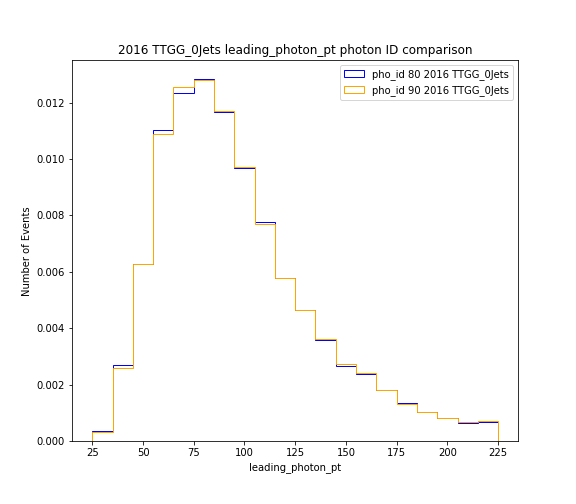 2016 TTGG_0Jets leading_photon_pt photon ID comparison
pho_id 80 2016 TTGG_0Jets
pho_id 90 2016 TTGG_0Jets
Number of Events
0.012
0.010
0.008
0.006
0.004
0.002
0.000
25 50 75 100 125 150 175 200 225
leading_photon_pt